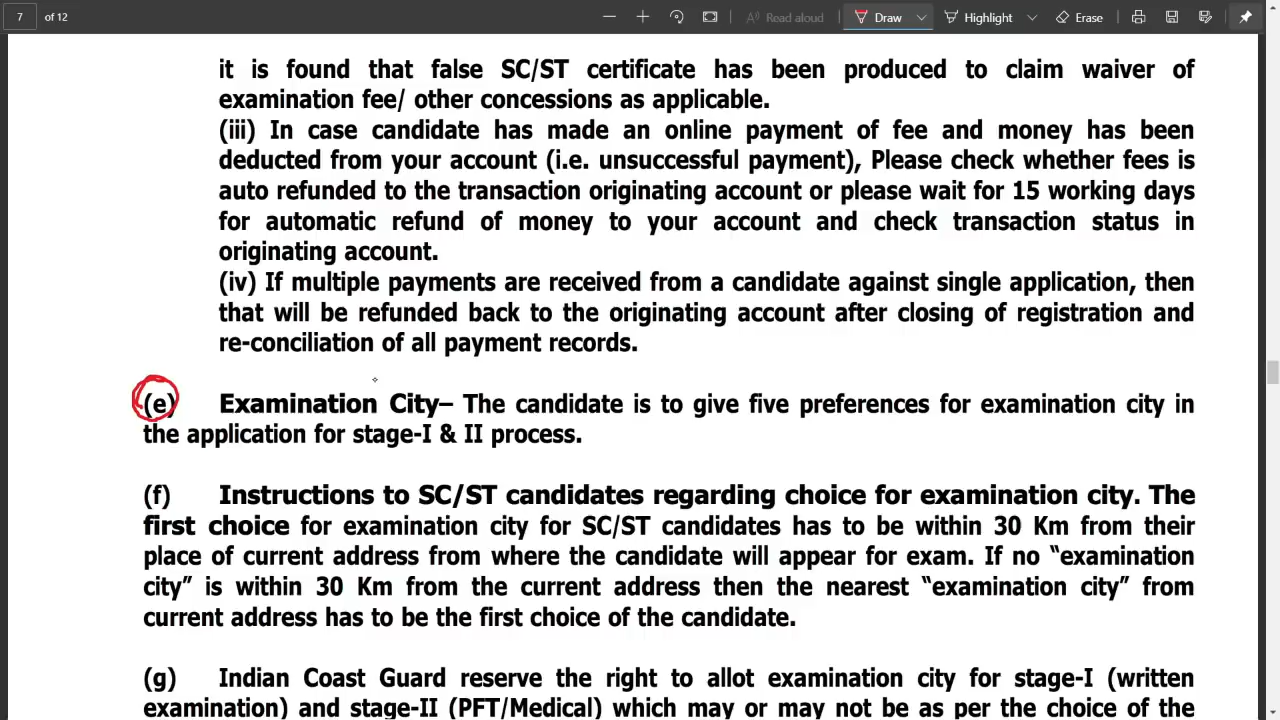 7 of 12 Read aloud Draw Highlight Erase
it is found that false SC/ST certificate has been produced to claim waiver of
examination fee/ other concessions as applicable.
(iii) In case candidate has made an online payment of fee and money has been
deducted from your account (i.e. unsuccessful payment), Please check whether fees is
auto refunded to the transaction originating account or please wait for 15 working days
for automatic refund of money to your account and check transaction status in
originating account.
(iv) If multiple payments are received from a candidate against single application, then
that will be refunded back to the originating account after closing of registration and
re-conciliation of all payment records.
(e) Examination City– The candidate is to give five preferences for examination city in
the application for stage-I & II process.
(f) Instructions to SC/ST candidates regarding choice for examination city. The
first choice for examination city for SC/ST candidates has to be within 30 Km from their
place of current address from where the candidate will appear for exam. If no “examination
city” is within 30 Km from the current address then the nearest “examination city” from
current address has to be the first choice of the candidate.
(g) Indian Coast Guard reserve the right to allot examination city for stage-I (written
examination) and stage-II (PFT/Medical) which may or may not be as per the choice of the